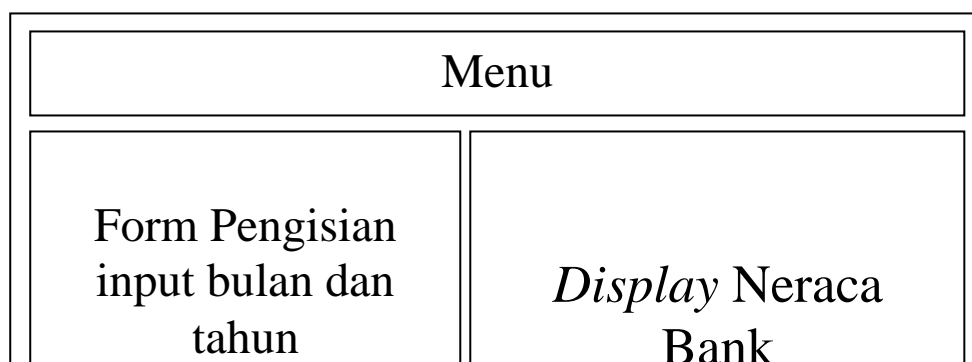 Menu
Form Pengisian
input bulan dan
tahun
Display Neraca
Bank